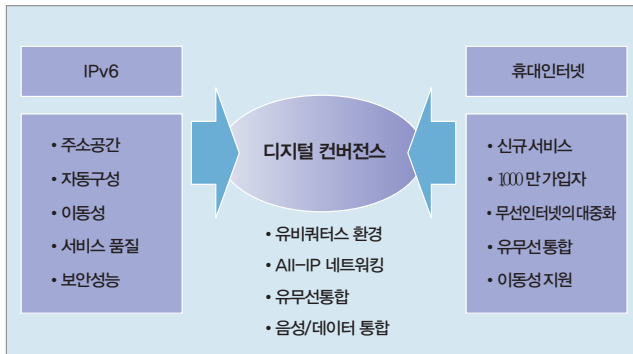 IPv6
• 주소공간
• 자동구성
• 이동성
• 서비스 품질
• 보안성능
디지털 컨버전스
• 유비쿼터스 환경
• All-IP 네트워킹
• 유무선통합
• 음성/데이터 통합
휴대인터넷
• 신규 서비스
• 1000만 가입자
• 무선인터넷의 대중화
• 유무선 통합
• 이동성 지원